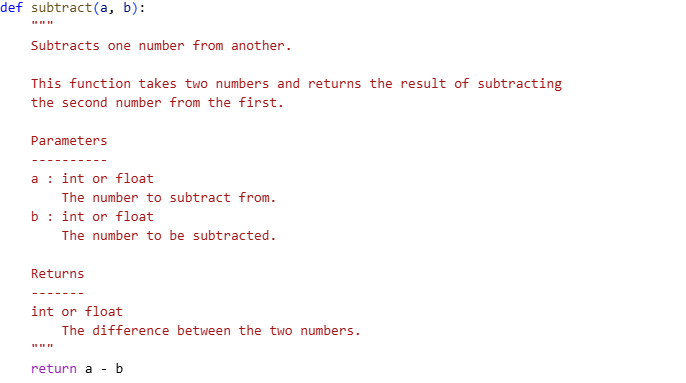 def subtract(a, b):
    """
    Subtracts one number from another.

    This function takes two numbers and returns the result of subtracting
    the second number from the first.

    Parameters
    ----------
    a : int or float
        The number to subtract from.
    b : int or float
        The number to be subtracted.

    Returns
    -------
    int or float
        The difference between the two numbers.
    """
    return a - b